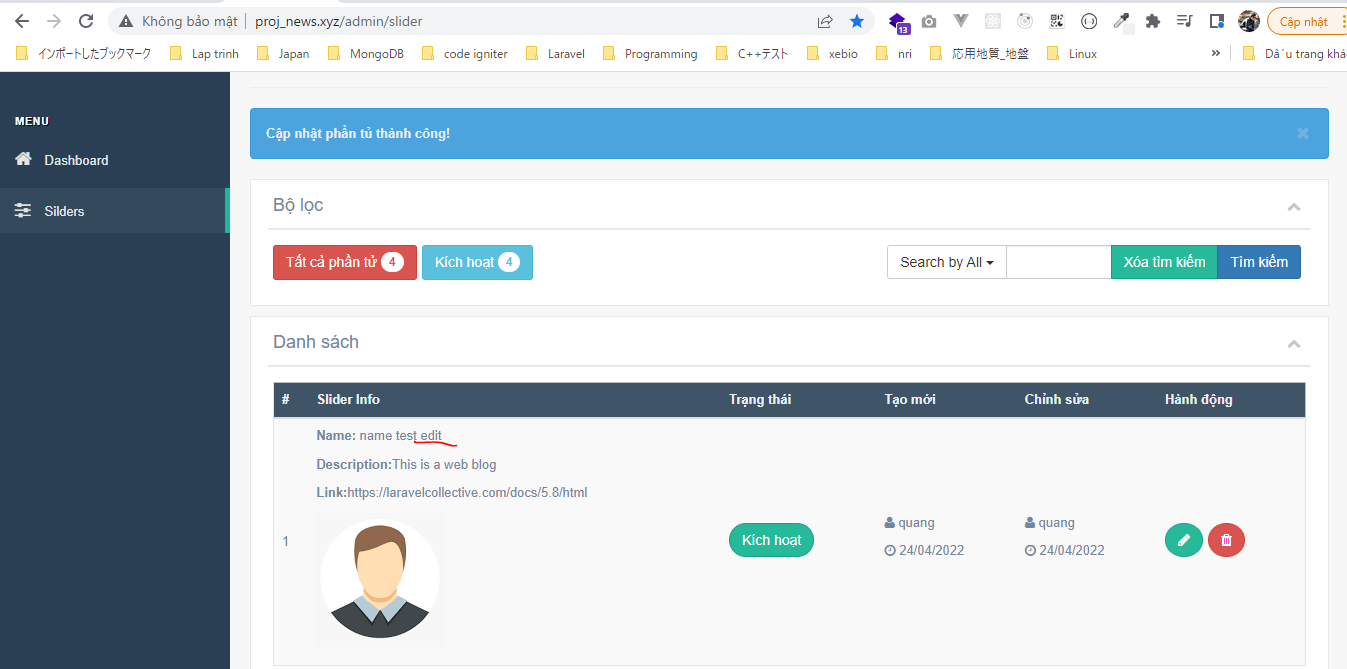 Không bảo mật | proj_news.xyz/admin/slider
13
Cập nhật
インポートしたブックマーク Lap trinh Japan MongoDB code igniter Laravel Programming C++テスト xebio nri 応用地質_地盤 Linux » Dấu trang khá
MENU
Dashboard
Silders
Cập nhật phần tủ thành công!
Bộ lọc
Tất cả phần tử 4 Kích hoạt 4 Search by All Xóa tìm kiếm Tìm kiếm
Danh sách
# Slider Info Trạng thái Tạo mới Chỉnh sửa Hành động
Name: name test edit
Description:This is a web blog
Link:https://laravelcollective.com/docs/5.8/html
1 Kích hoạt quang quang
24/04/2022 24/04/2022